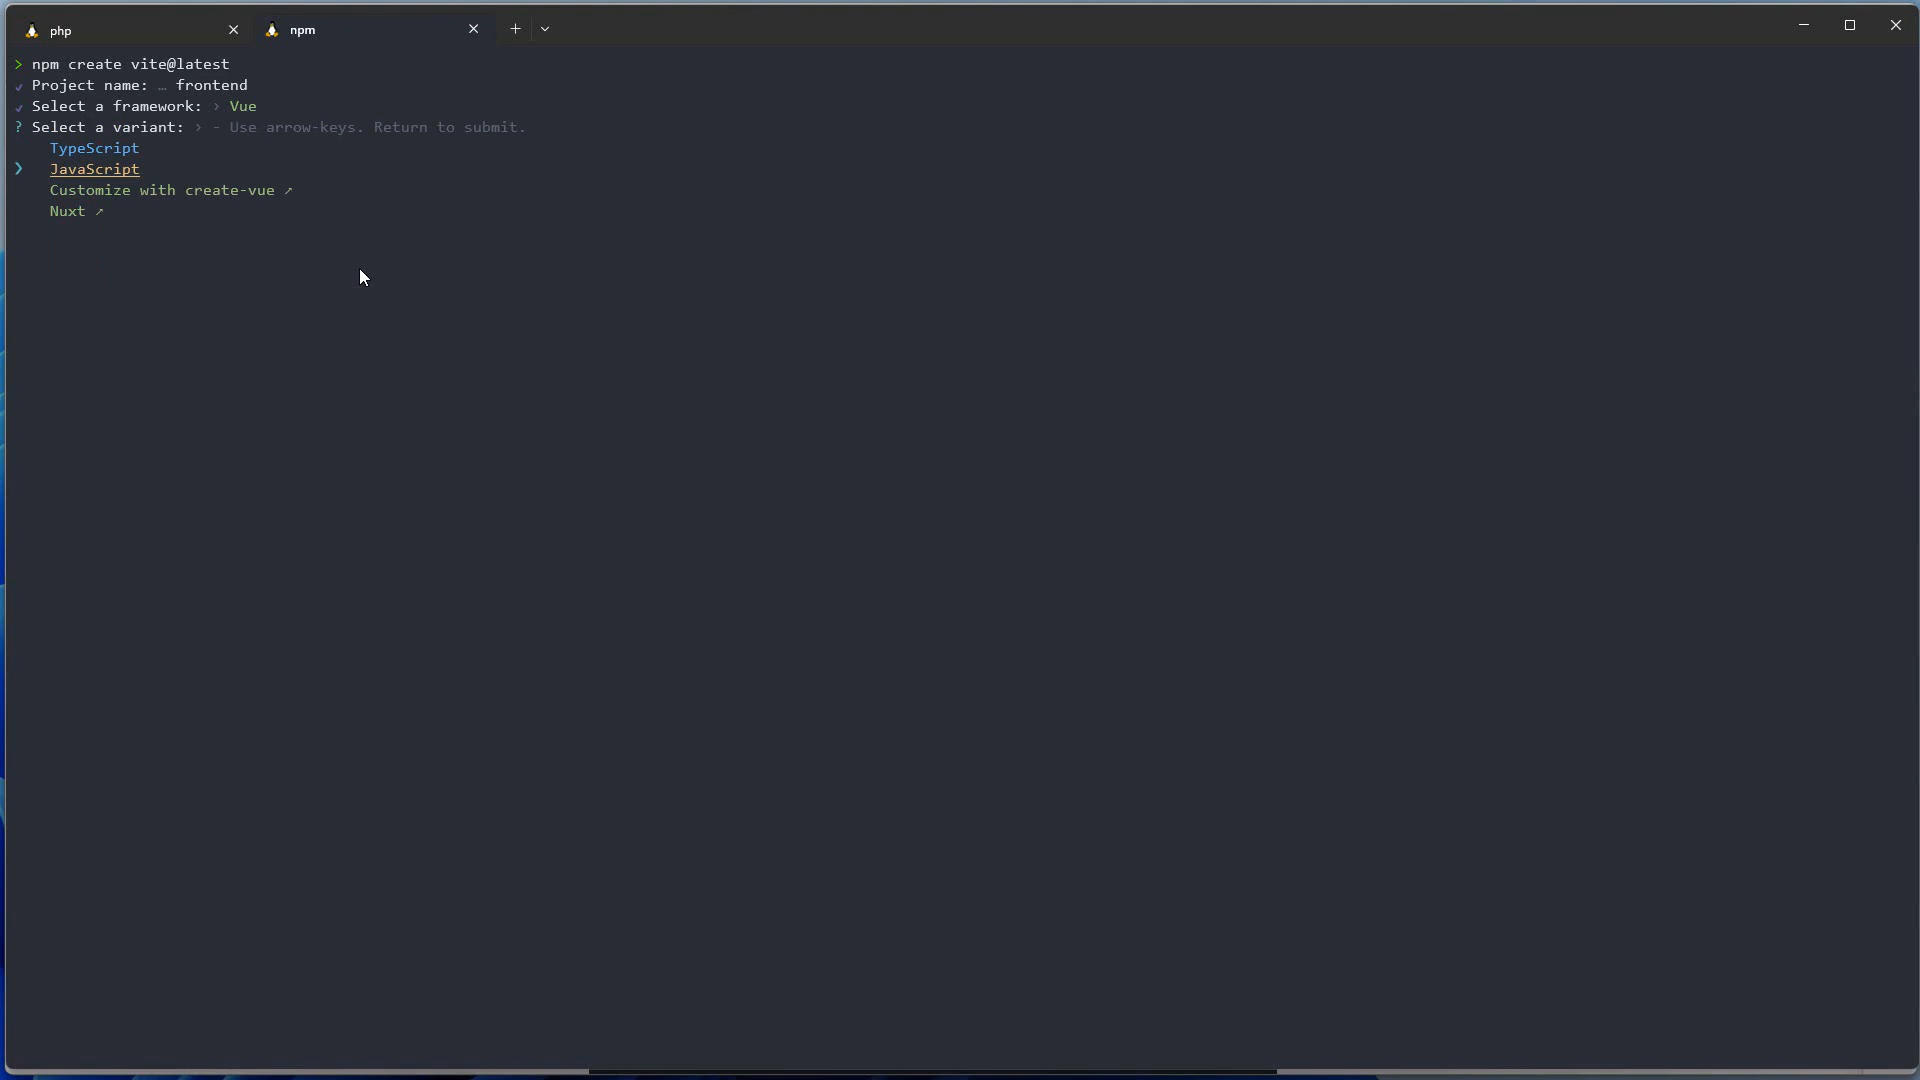 php
npm
> npm create vite@latest
✔ Project name: … frontend
✔ Select a framework: › Vue
? Select a variant: › - Use arrow-keys. Return to submit.
TypeScript
❯ JavaScript
Customize with create-vue ↗
Nuxt ↗